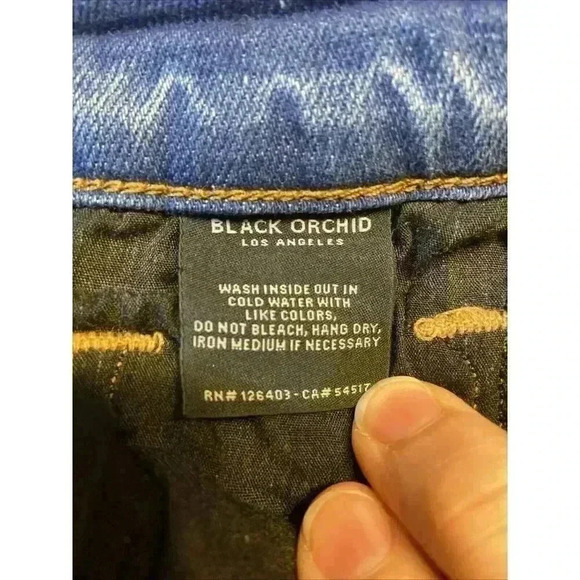 BLACK ORCHID
LOS ANGELES
WASH INSIDE OUT IN
COLD WATER WITH
LIKE COLORS,
DO NOT BLEACH, HANG DRY,
IRON MEDIUM IF NECESSARY
RN# 126403 - CA# 54517